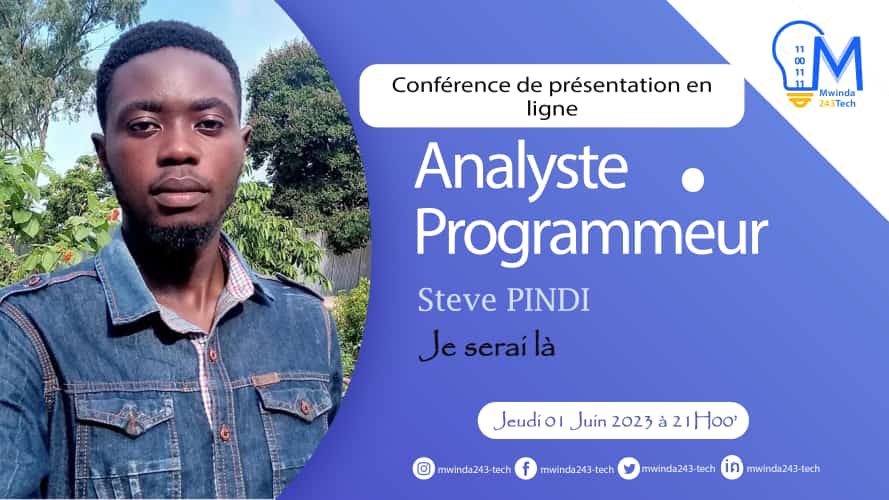 11
00
11
11
M
Mwinda
243Tech
Conférence de présentation en
ligne
Analyste
Programmeur
Steve PINDI
Je serai là
Jeudi 01 Juin 2023 à 21H00’
mwinda243-tech mwinda243-tech mwinda243-tech mwinda243-tech